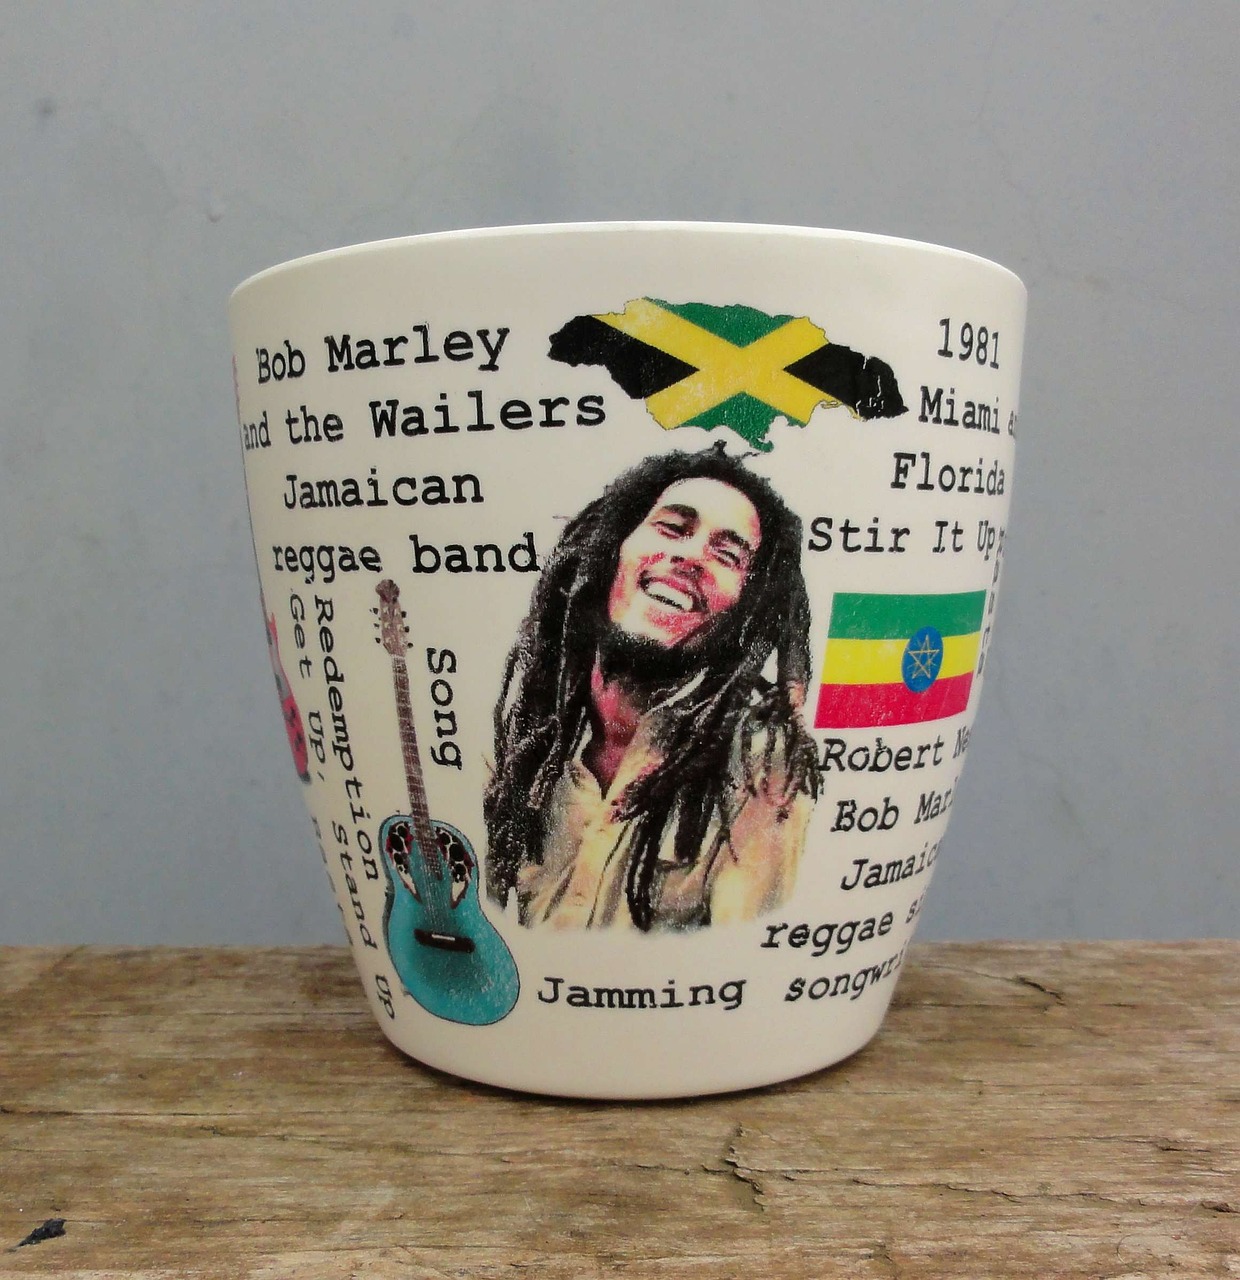 Bob Marley
and the Wailers
Jamaican
reggae band
1981
Miami
Florida
Stir It Up
Get Up,
Redemption
Stand Up
Song
Robert
Bob
reggae
Jamming